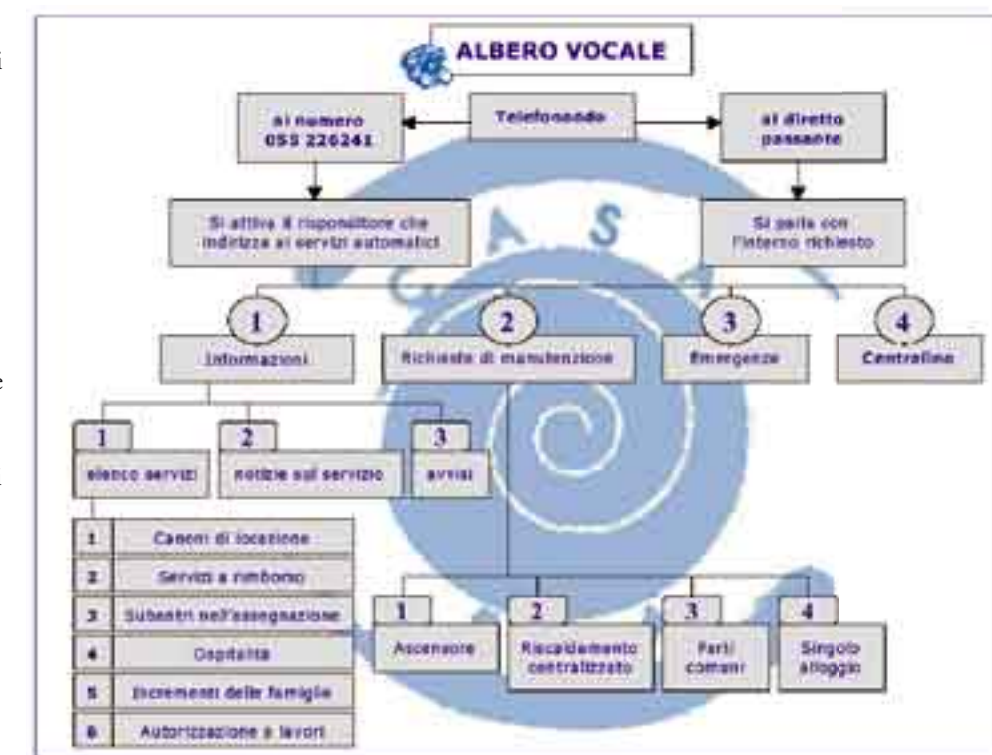 ALBERO VOCALE
Telefonando
al numero
055 226241
al diretto
passante
Si attiva il risponditore che
indirizza ai servizi automatici
Si parla con
l'interno richiesto
CASA
1
Informazioni
2
Richieste di manutenzione
3
Emergenze
4
Centralino
1
elenco servizi
2
notizie sul servizio
3
avvisi
1 Canoni di locazione
2 Servizi a rimborso
3 Subentri nell'assegnazione
4 Ospitalità
5 Incrementi delle famiglie
6 Autorizzazione a lavori
1
Ascensore
2
Riscaldamento
centralizzato
3
Parti
comuni
4
Singolo
alloggio